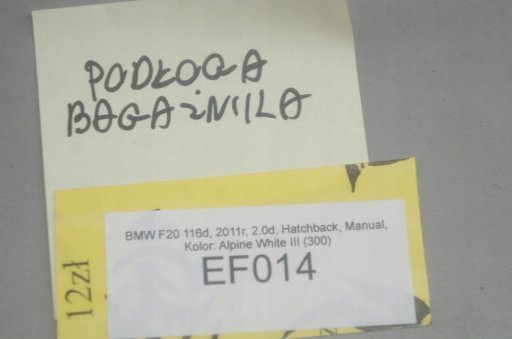 PODŁOGA
BAGAŻNIKA
BMW F20 116d, 2011r, 2.0d, Hatchback, Manual,
Kolor: Alpine White III (300)
EF014
12zł